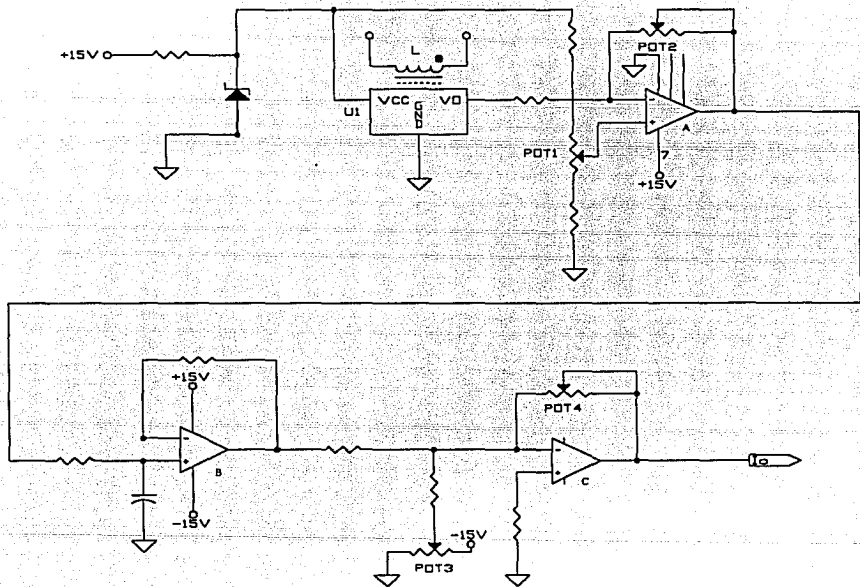 +15V
L
POT2
VCC
GND
VO
U1
A
POT1
7
+15V
+15V
POT4
B
C
-15V
-15V
POT3